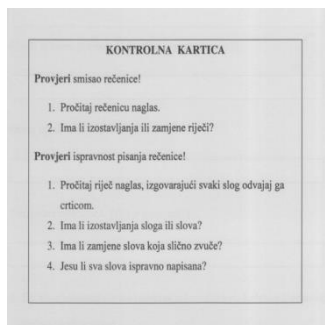 KONTROLNA KARTICA
Provjeri smisao rečenice!
1. Pročitaj rečenicu naglas.
2. Ima li izostavljanja ili zamjene riječi?
Provjeri ispravnost pisanja rečenice!
1. Pročitaj riječ naglas, izgovarajući svaki slog odvajaj ga
crticom.
2. Ima li izostavljanja sloga ili slova?
3. Ima li zamjene slova koja slično zvuče?
4. Jesu li sva slova ispravno napisana?